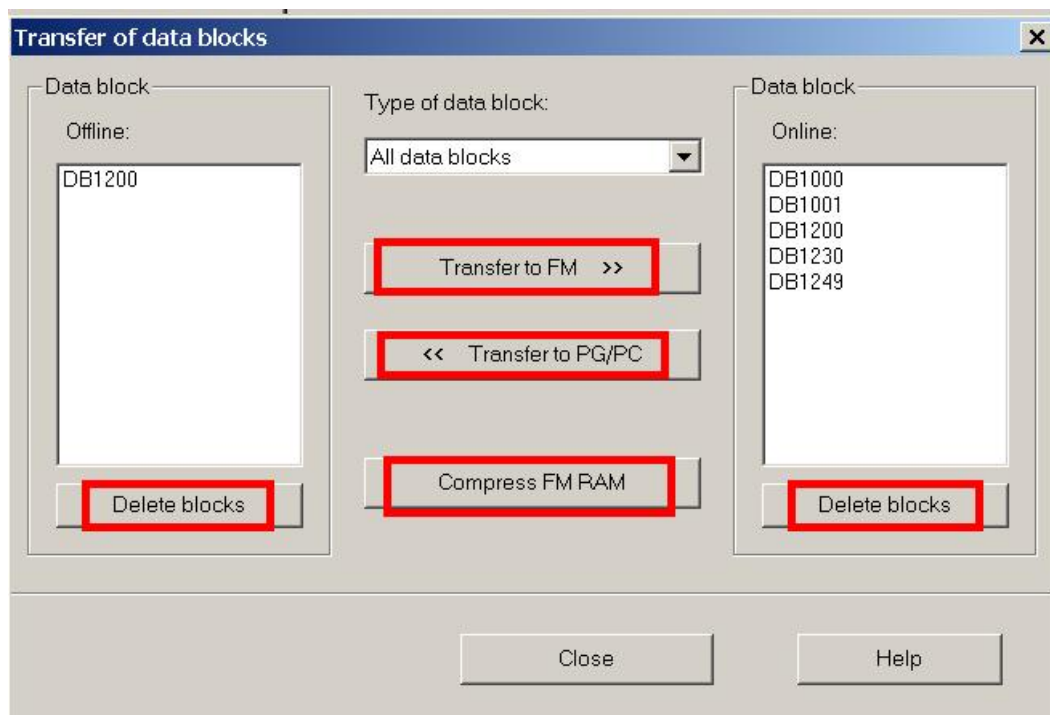 Transfer of data blocks
Data block
Offline:
DB1200
Delete blocks
Type of data block:
All data blocks
Transfer to FM >>
<< Transfer to PG/PC
Compress FM RAM
Data block
Online:
DB1000
DB1001
DB1200
DB1230
DB1249
Delete blocks
Close
Help